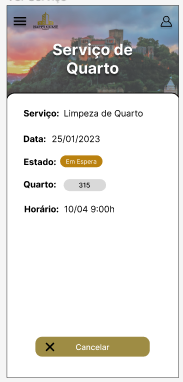 Serviço de
Quarto
Serviço: Limpeza de Quarto
Data: 25/01/2023
Estado: Em Espera
Quarto: 315
Horário: 10/04 9:00h
Cancelar